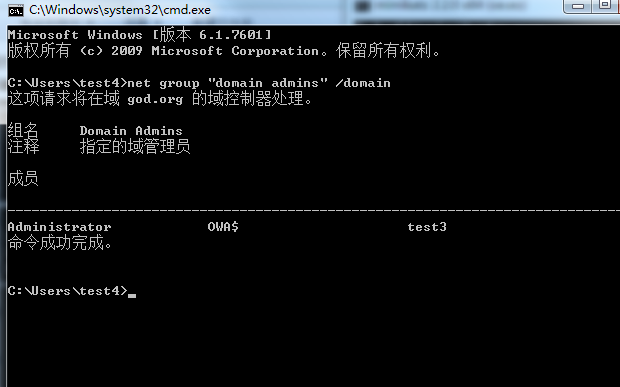 C:\Windows\system32\cmd.exe
Microsoft Windows [版本 6.1.7601]
版权所有 (c) 2009 Microsoft Corporation。保留所有权利。
C:\Users\test4>net group "domain admins" /domain
这项请求将在域 god.org 的域控制器处理。
组名 Domain Admins
注释 指定的域管理员
成员
-------------------------------------------------------------------------------
Administrator OWA$ test3
命令成功完成。
C:\Users\test4>